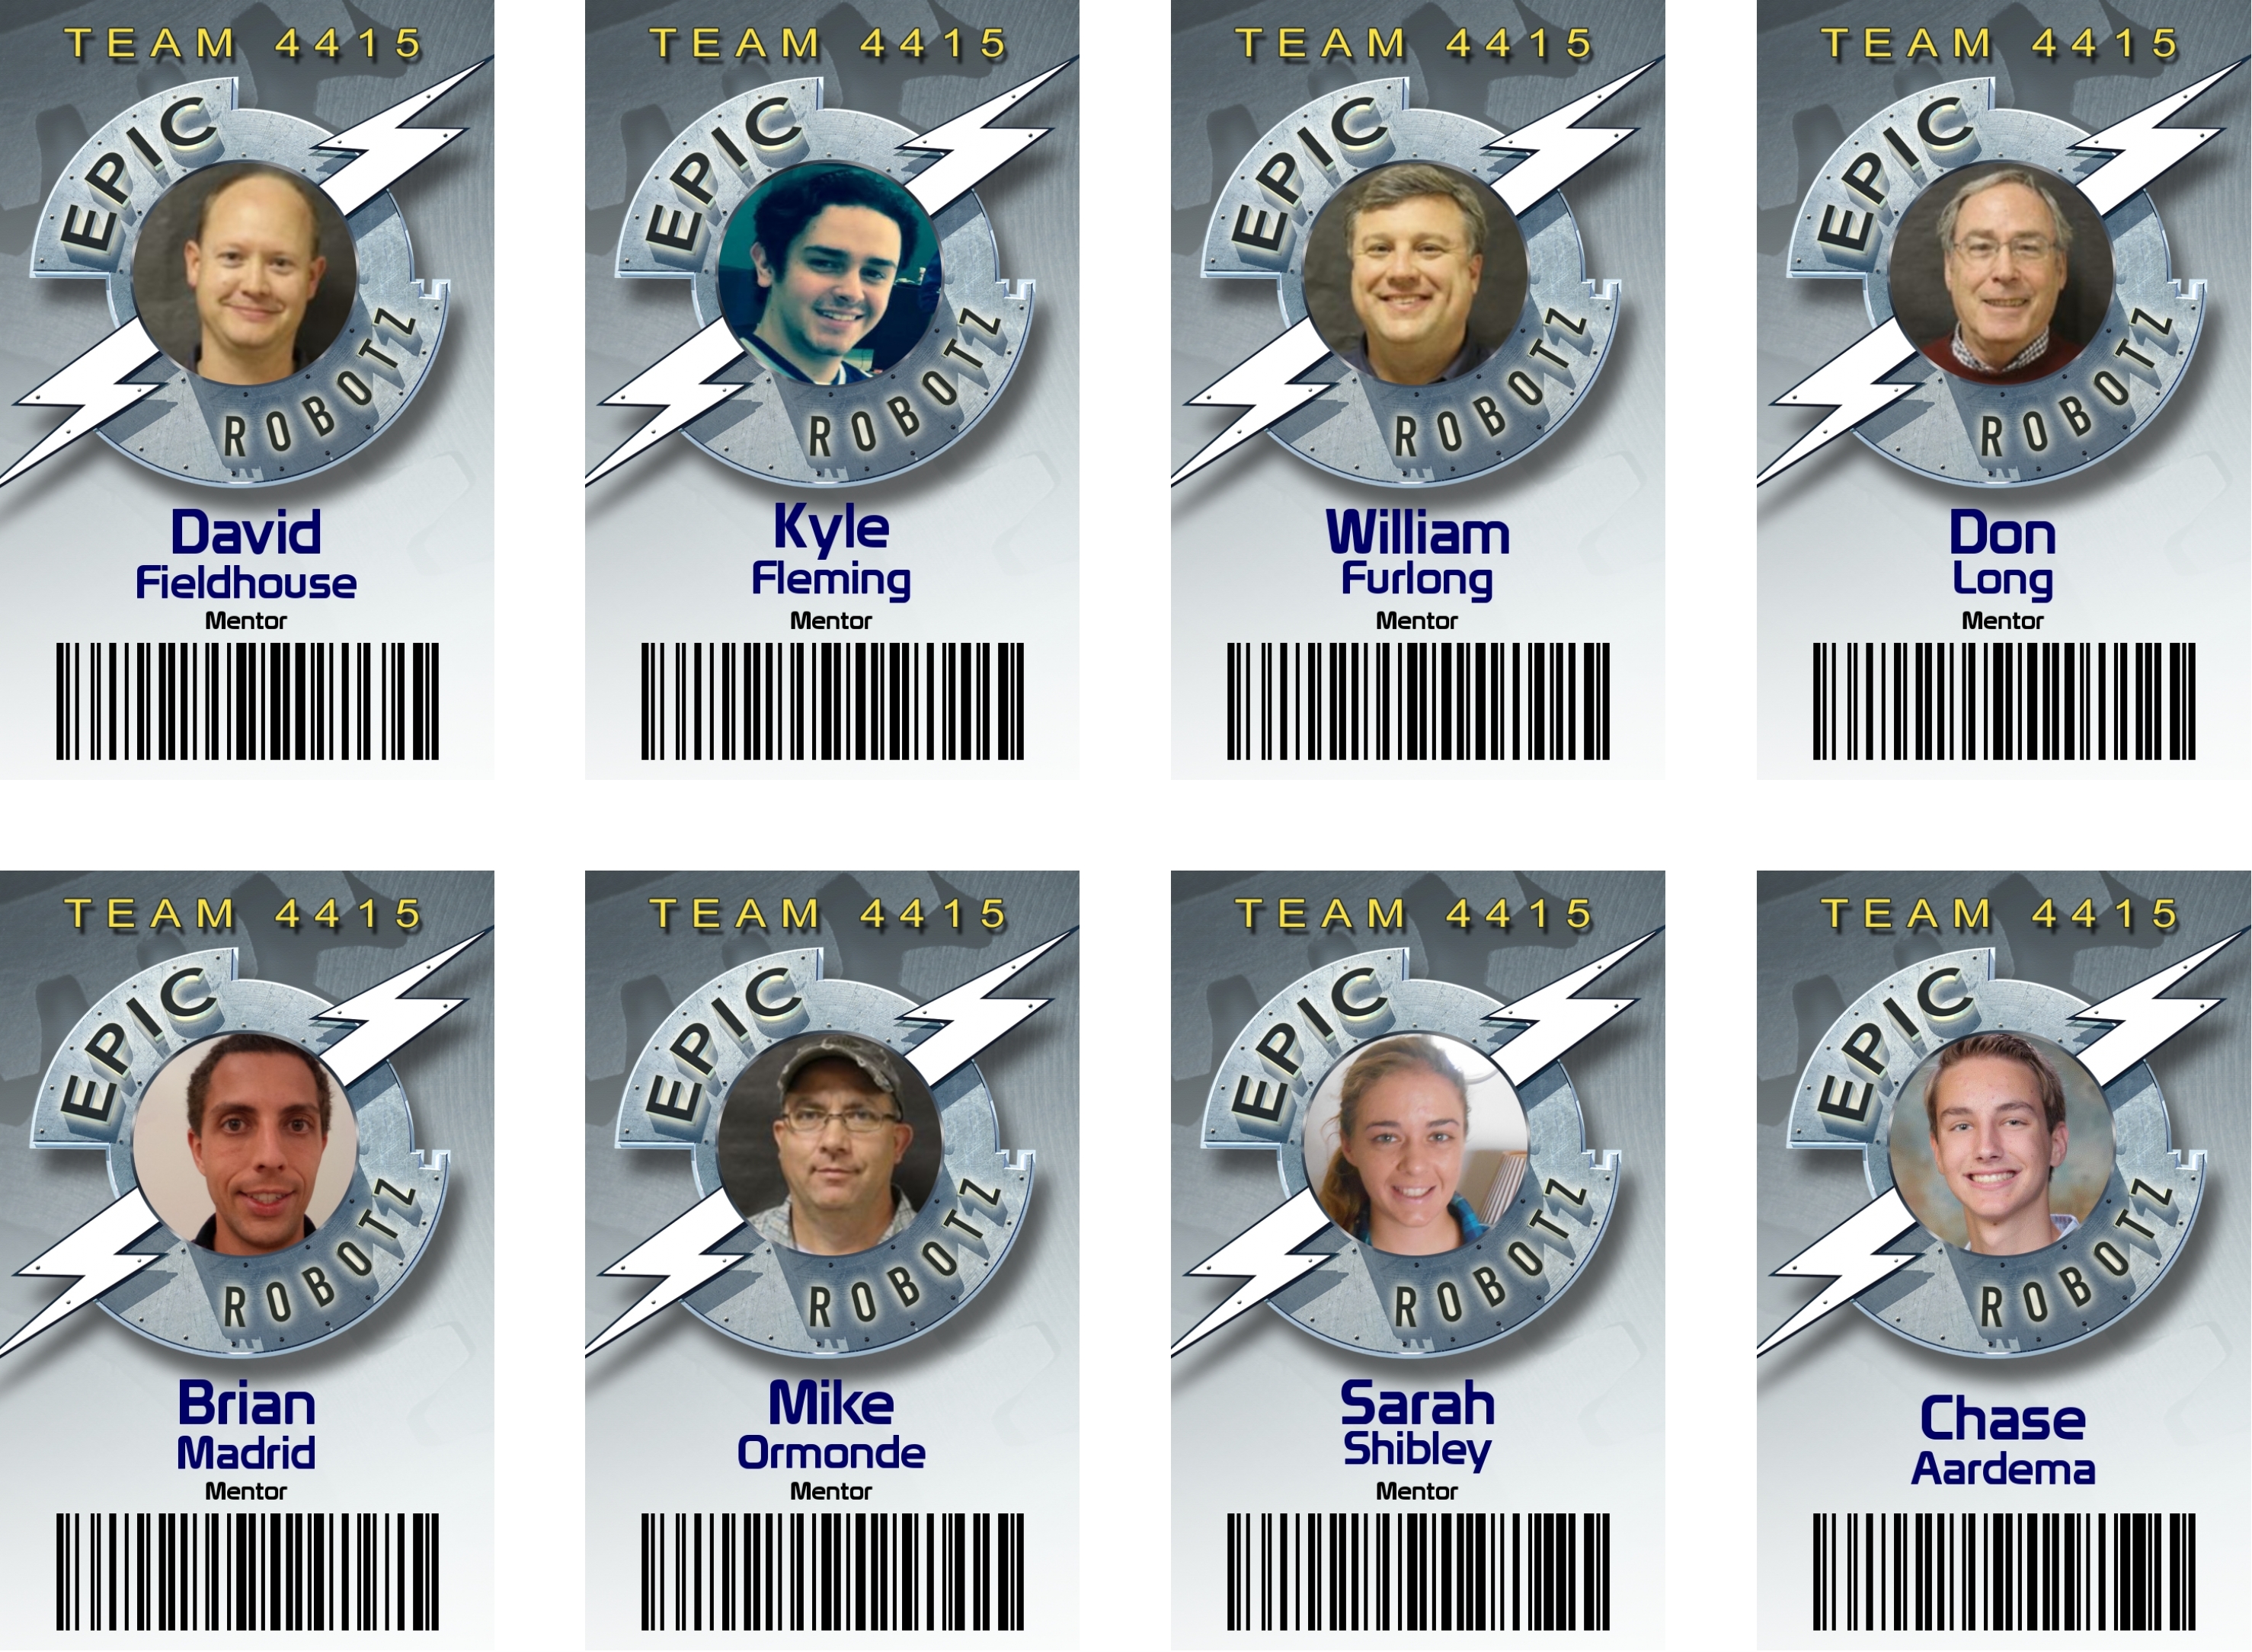 TEAM 4415
EPIC
ROBOTZ
David
Fieldhouse
Mentor
TEAM 4415
EPIC
ROBOTZ
Kyle
Fleming
Mentor
TEAM 4415
EPIC
ROBOTZ
William
Furlong
Mentor
TEAM 4415
EPIC
ROBOTZ
Don
Long
Mentor
TEAM 4415
EPIC
ROBOTZ
Brian
Madrid
Mentor
TEAM 4415
EPIC
ROBOTZ
Mike
Ormonde
Mentor
TEAM 4415
EPIC
ROBOTZ
Sarah
Shibley
Mentor
TEAM 4415
EPIC
ROBOTZ
Chase
Aardema